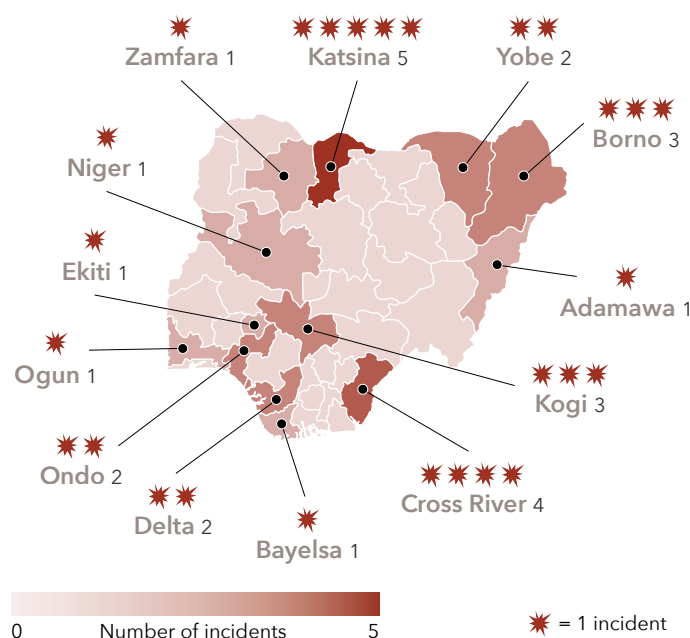 Zamfara 1
Katsina 5
Yobe 2
Borno 3
Niger 1
Ekiti 1
Adamawa 1
Ogun 1
Kogi 3
Ondo 2
Cross River 4
Delta 2
Bayelsa 1
0 Number of incidents 5
= 1 incident